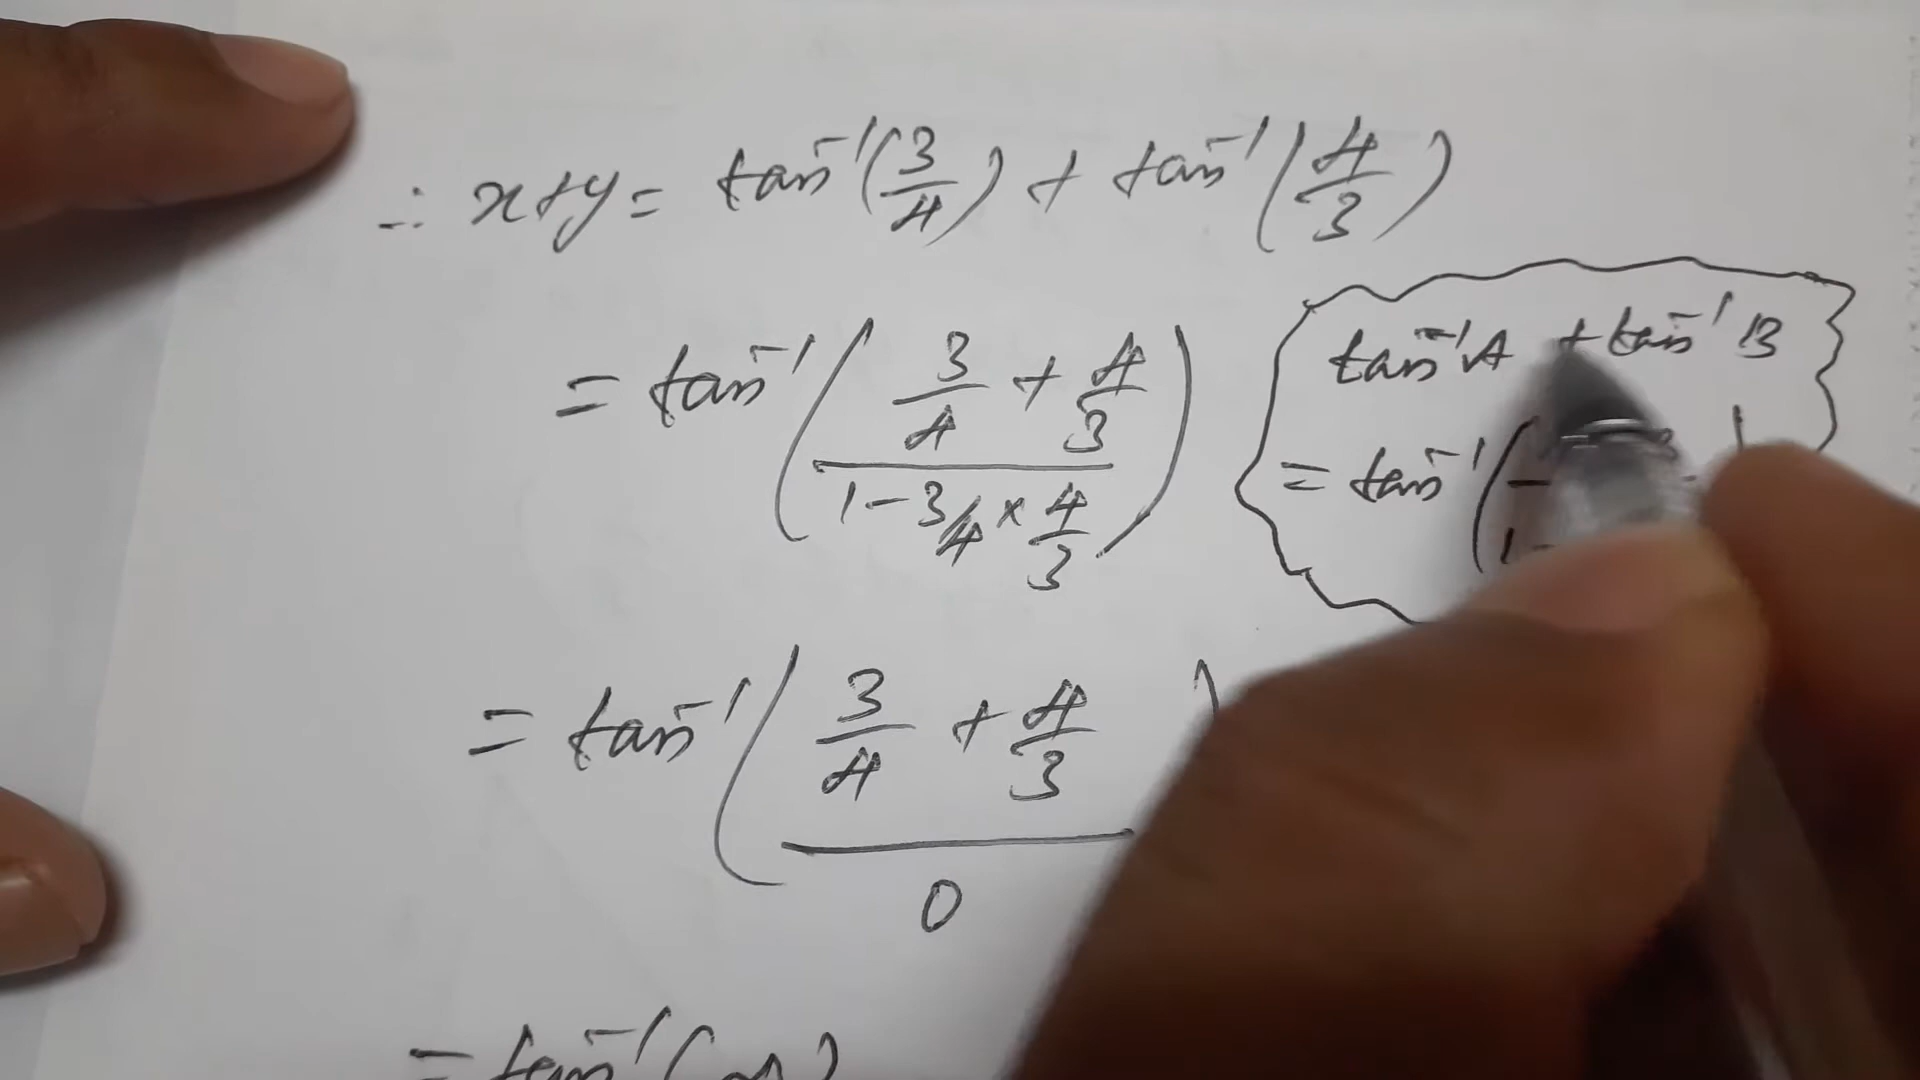 ∴ x+y = tan⁻¹(3/4) + tan⁻¹(4/3)
= tan⁻¹((3/4 + 4/3)/(1 - 3/4 × 4/3))
tan⁻¹A + tan⁻¹B
= tan⁻¹(
= tan⁻¹((3/4 + 4/3)/0)
= tan⁻¹(∞)